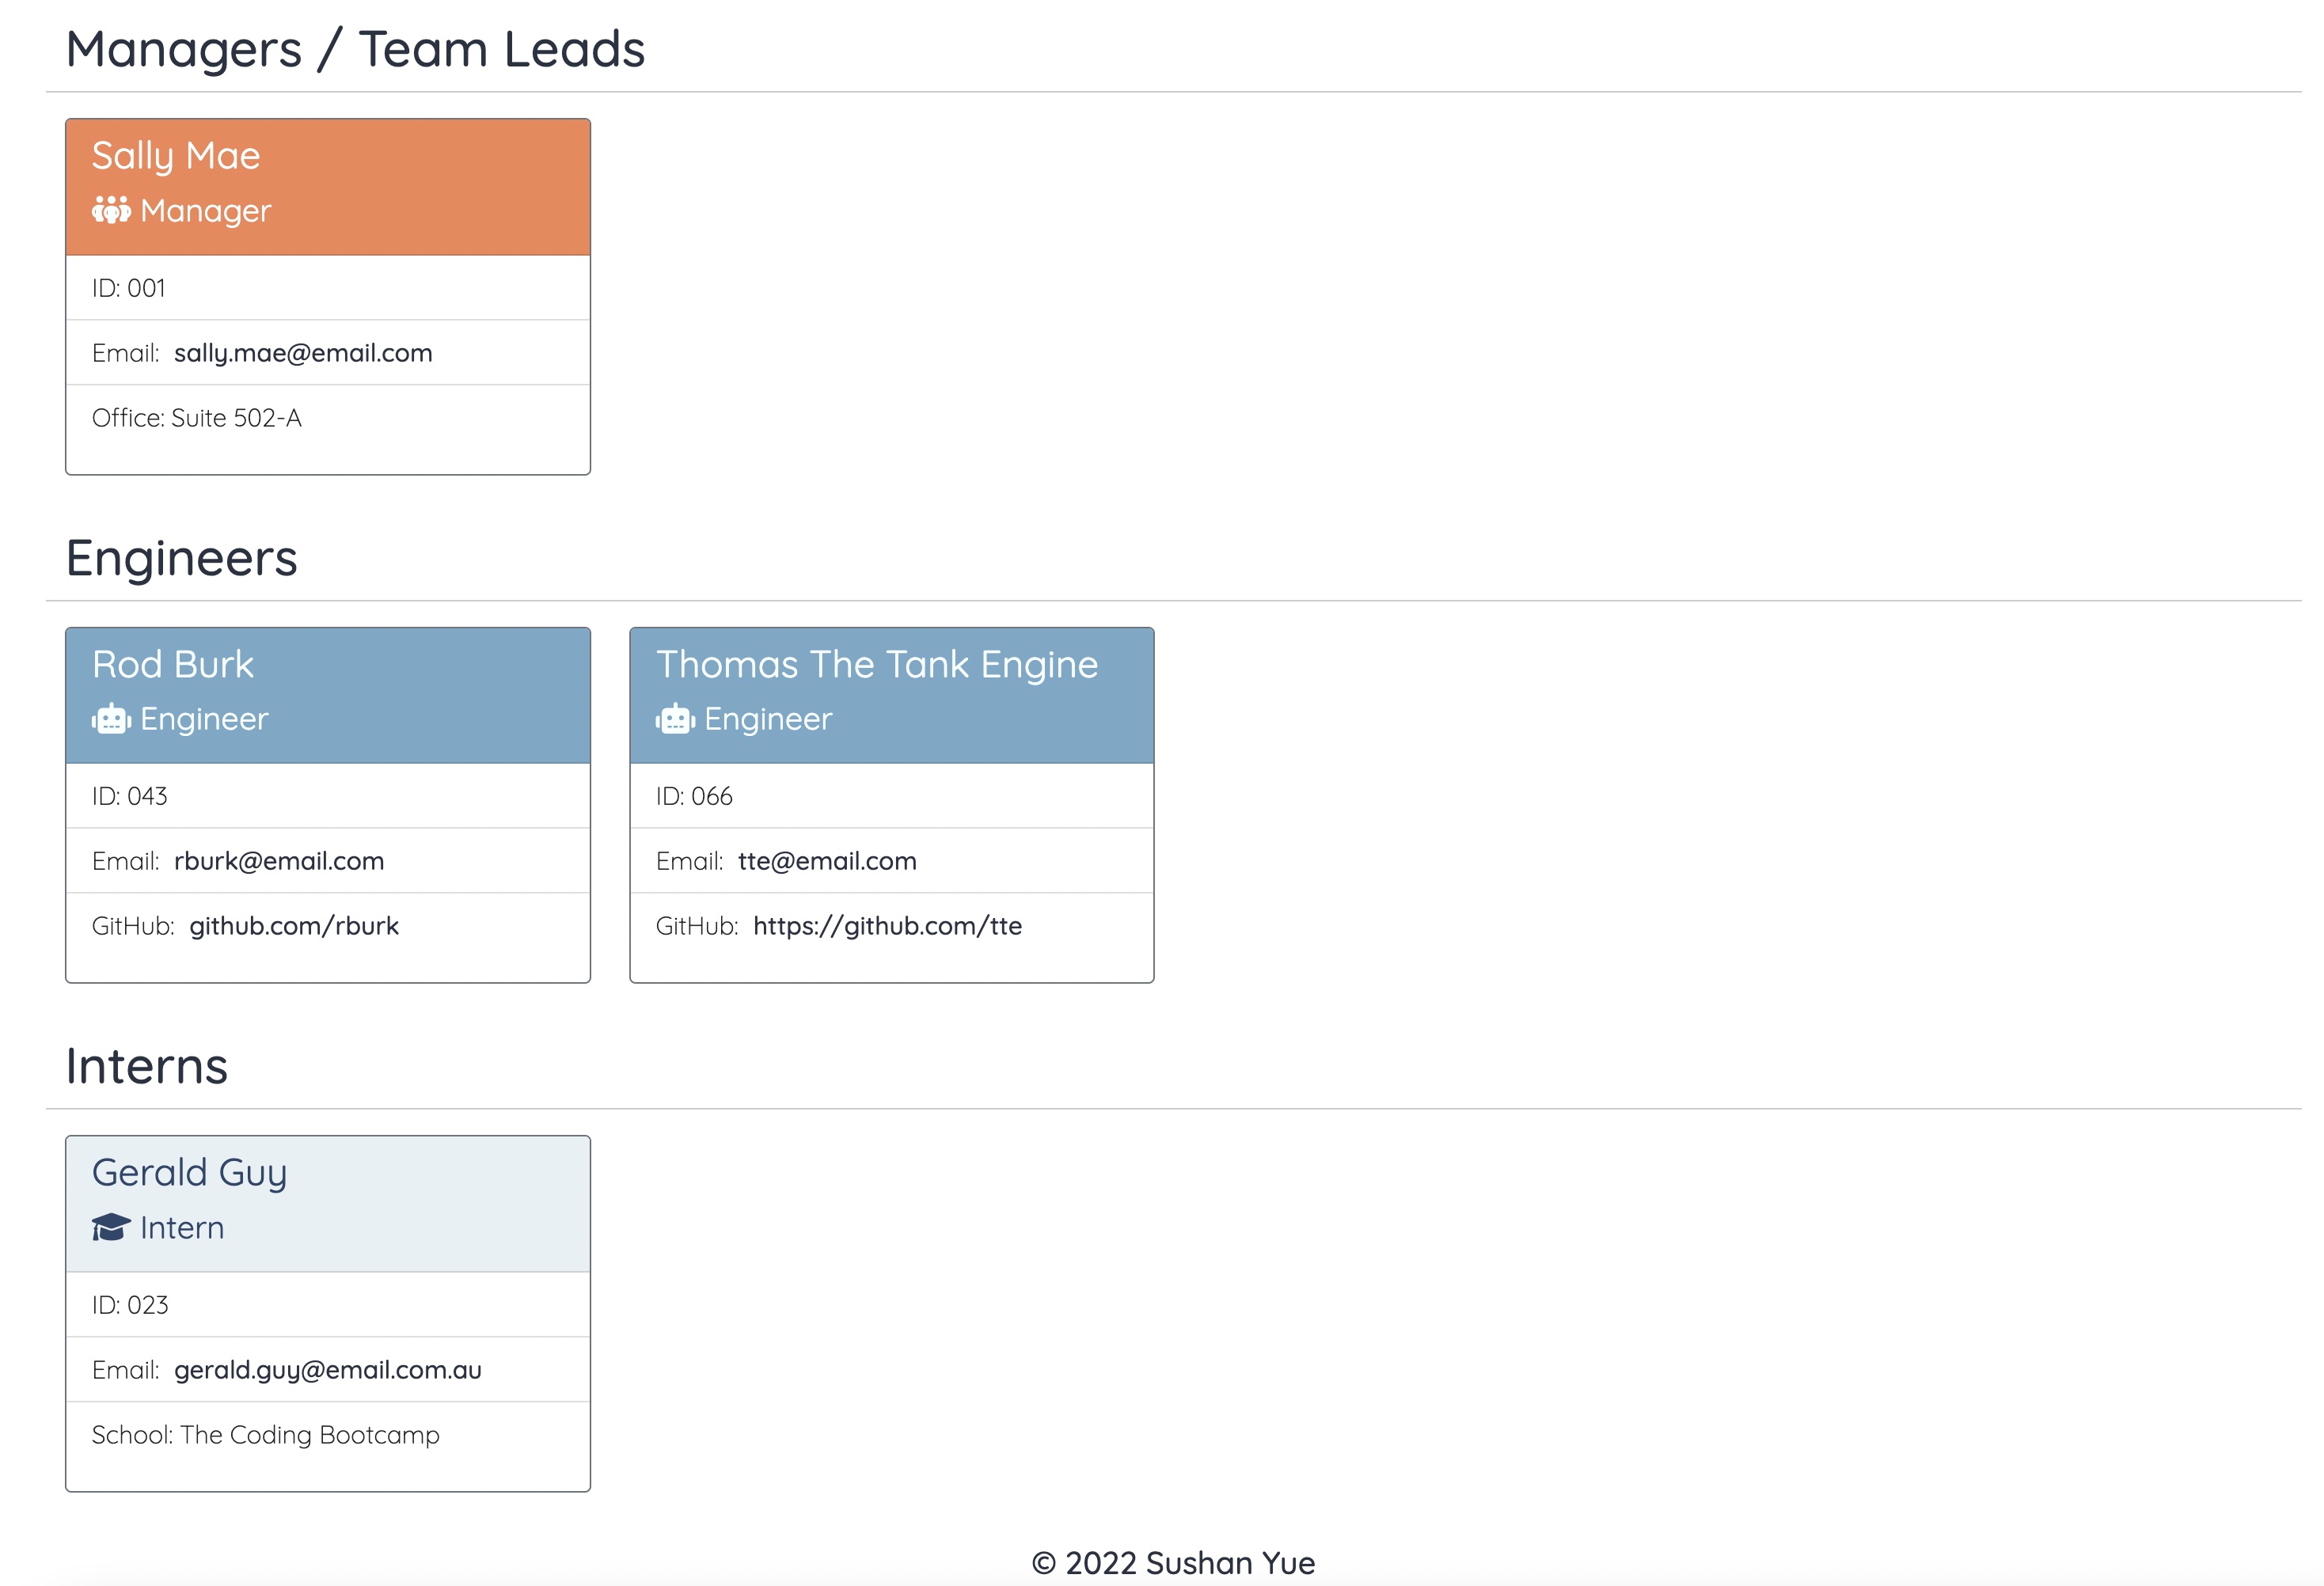 Managers / Team Leads
Sally Mae
Manager
ID: 001
Email: sally.mae@email.com
Office: Suite 502-A
Engineers
Rod Burk
Engineer
ID: 043
Email: rburk@email.com
GitHub: github.com/rburk
Thomas The Tank Engine
Engineer
ID: 066
Email: tte@email.com
GitHub: https://github.com/tte
Interns
Gerald Guy
Intern
ID: 023
Email: gerald.guy@email.com.au
School: The Coding Bootcamp
© 2022 Sushan Yue